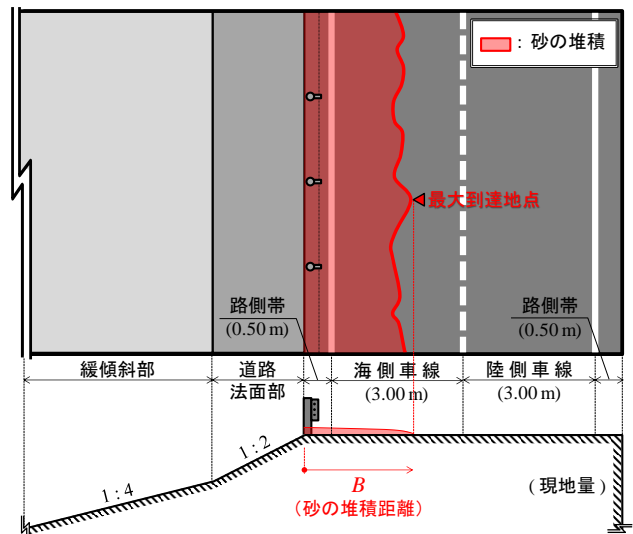 ：砂の堆積
最大到達地点
路側帯
(0.50 m)
路側帯
(0.50 m)
緩傾斜部
道路
法面部
海側車線
(3.00 m)
陸側車線
(3.00 m)
1：2
1：4
B
（砂の堆積距離）
（現地量）